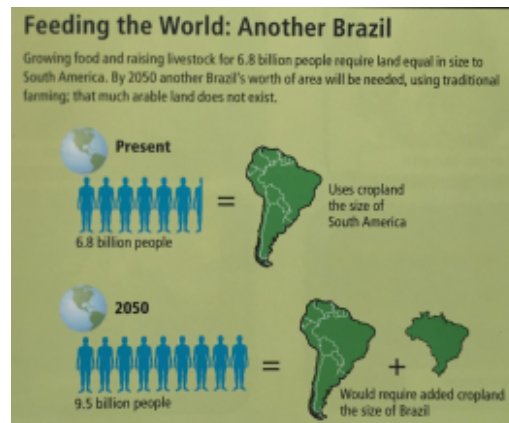 Feeding the World: Another Brazil
Growing food and raising livestock for 6.8 billion people require land equal in size to
South America. By 2050 another Brazil's worth of area will be needed, using traditional
farming; that much arable land does not exist.
Present
=
Uses cropland
the size of
South America
6.8 billion people
2050
=
+
9.5 billion people
Would require added cropland
the size of Brazil